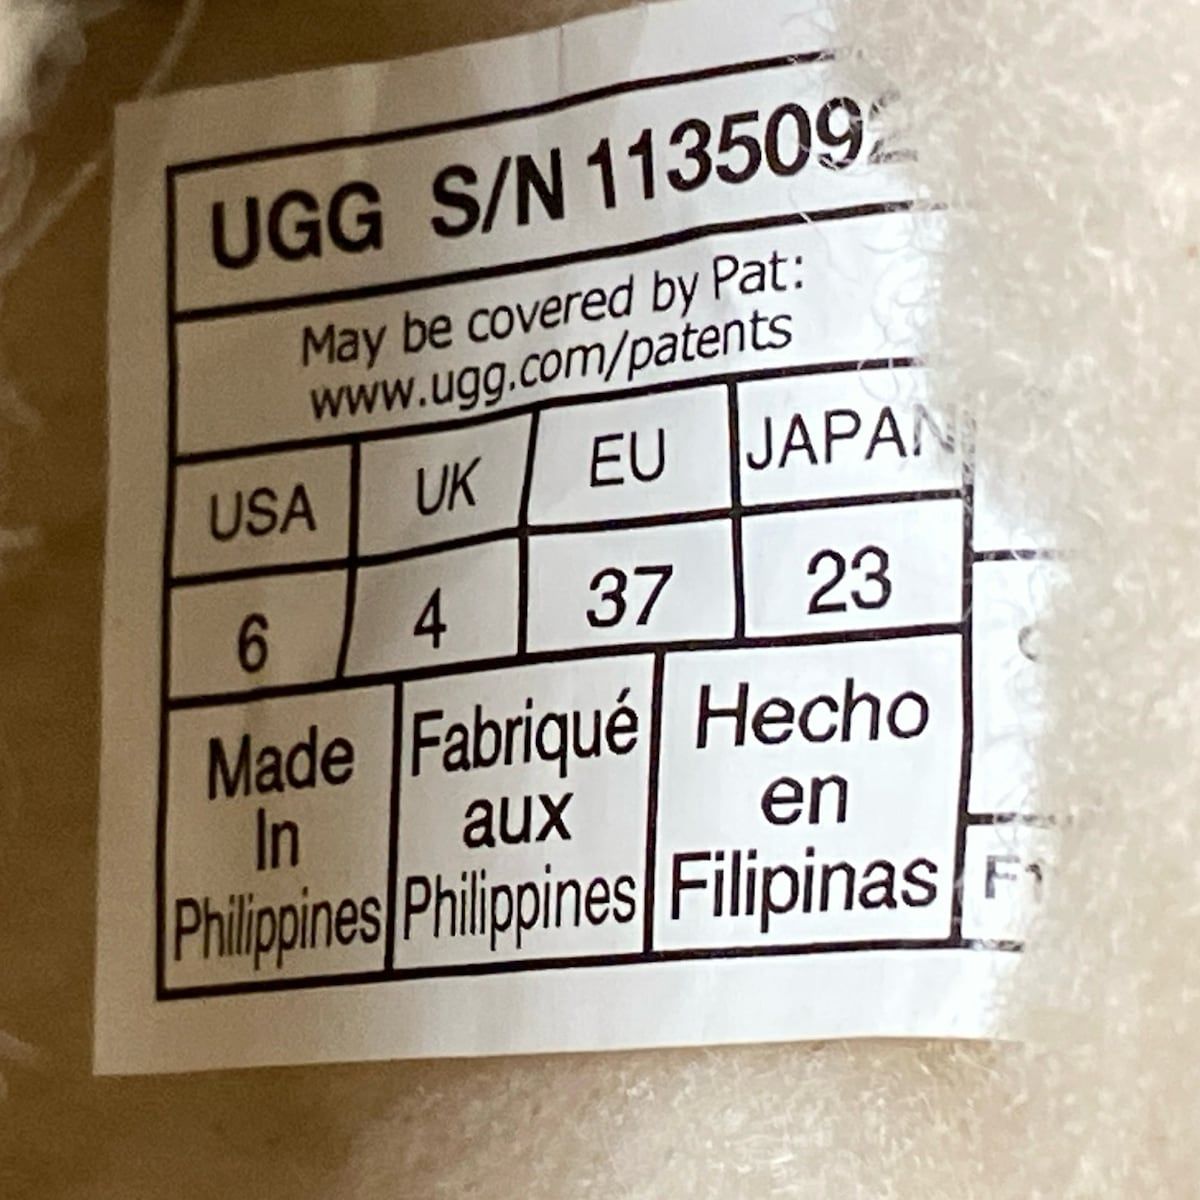 UGG S/N 1135092
May be covered by Pat:
www.ugg.com/patents
USA UK EU JAPAN
6 4 37 23
Made
In
Philippines
Fabriqué
aux
Philippines
Hecho
en
Filipinas